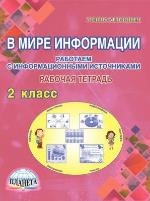 В МИРЕ ИНФОРМАЦИИ
РАБОТАЕМ
С ИНФОРМАЦИОННЫМИ ИСТОЧНИКАМИ
РАБОЧАЯ ТЕТРАДЬ
2 класс
ПЛАНЕТА